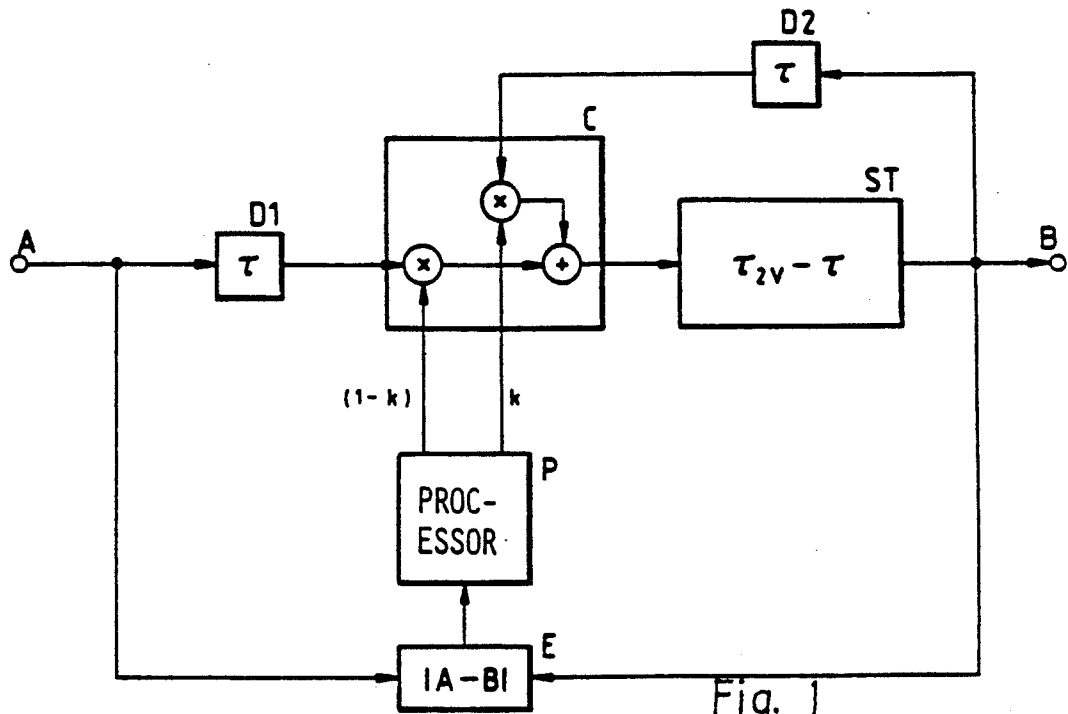 D2
τ
C
×
ST
D1
A
τ
×
+
τ2V − τ
B
(1-k)
k
P
PROC-
ESSOR
E
|A-B|
Fig. 1